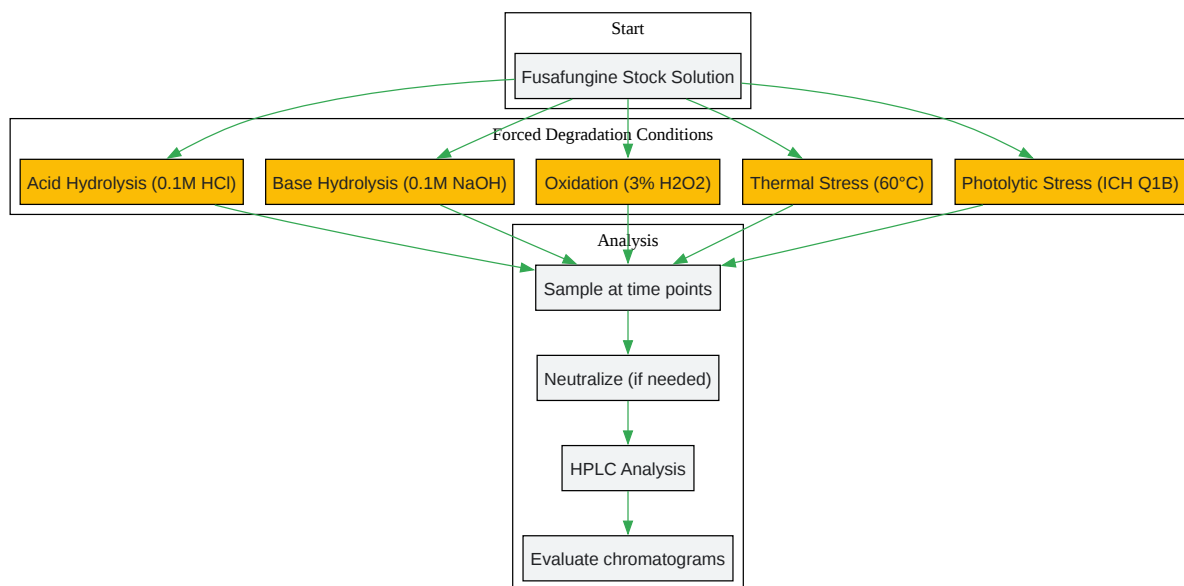 Start
Fusafungine Stock Solution
Forced Degradation Conditions
Acid Hydrolysis (0.1M HCl)
Base Hydrolysis (0.1M NaOH)
Oxidation (3% H2O2)
Thermal Stress (60°C)
Photolytic Stress (ICH Q1B)
Analysis
Sample at time points
Neutralize (if needed)
HPLC Analysis
Evaluate chromatograms